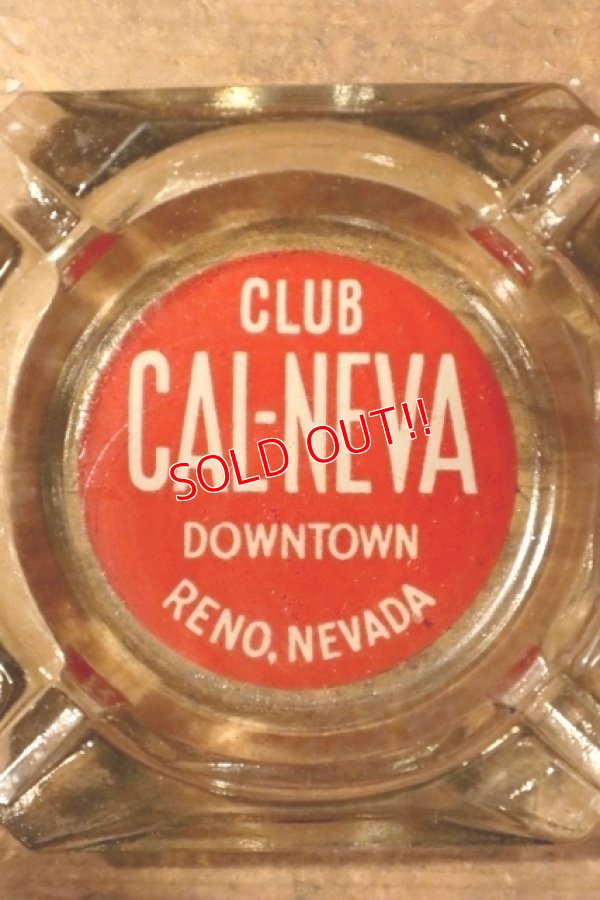 CLUB
CAL-NEVA
SOLD OUT!!
DOWNTOWN
RENO, NEVADA